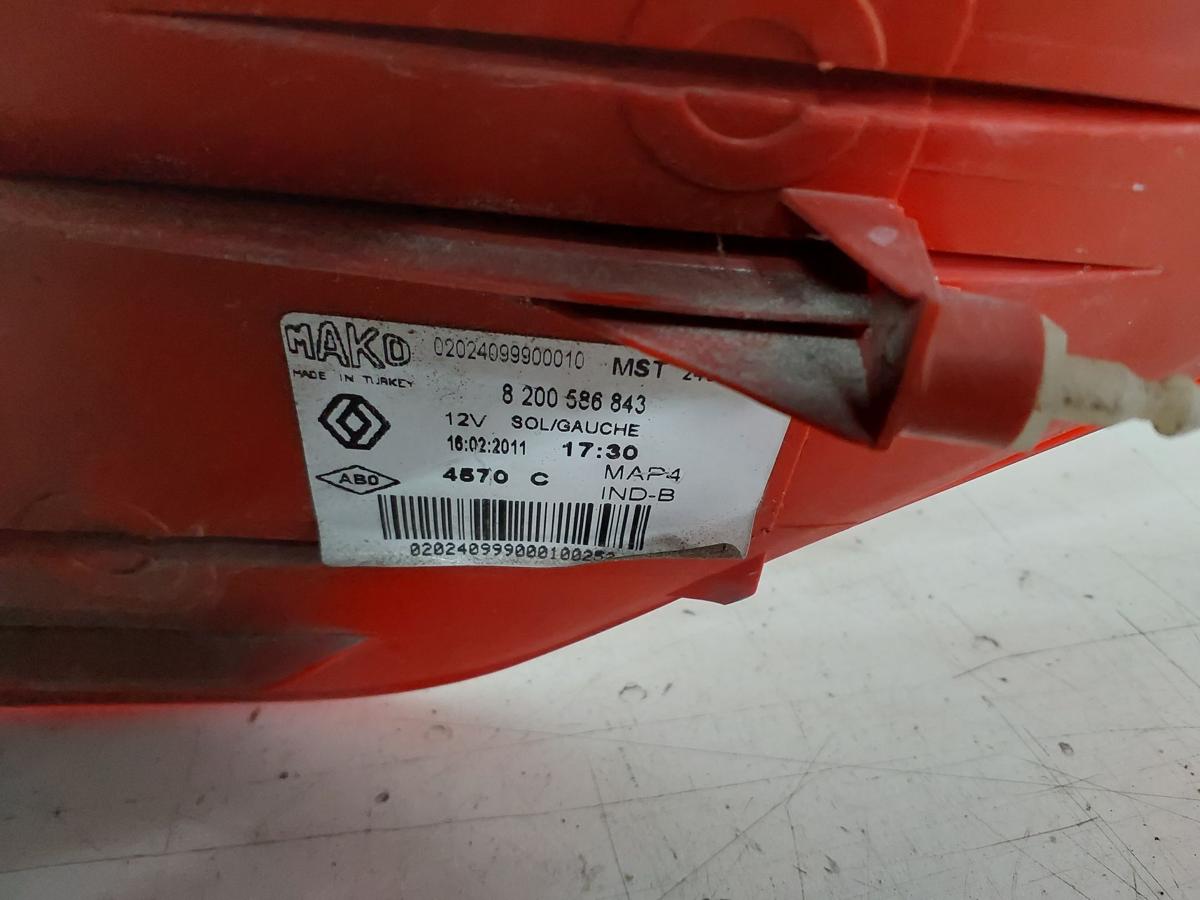 MAKO 02024099900010 MST
MADE IN TURKEY
8 200 586 843
12V SOL/GAUCHE
16:02:2011 17:30
ABO 4570 C MAP4
IND-B